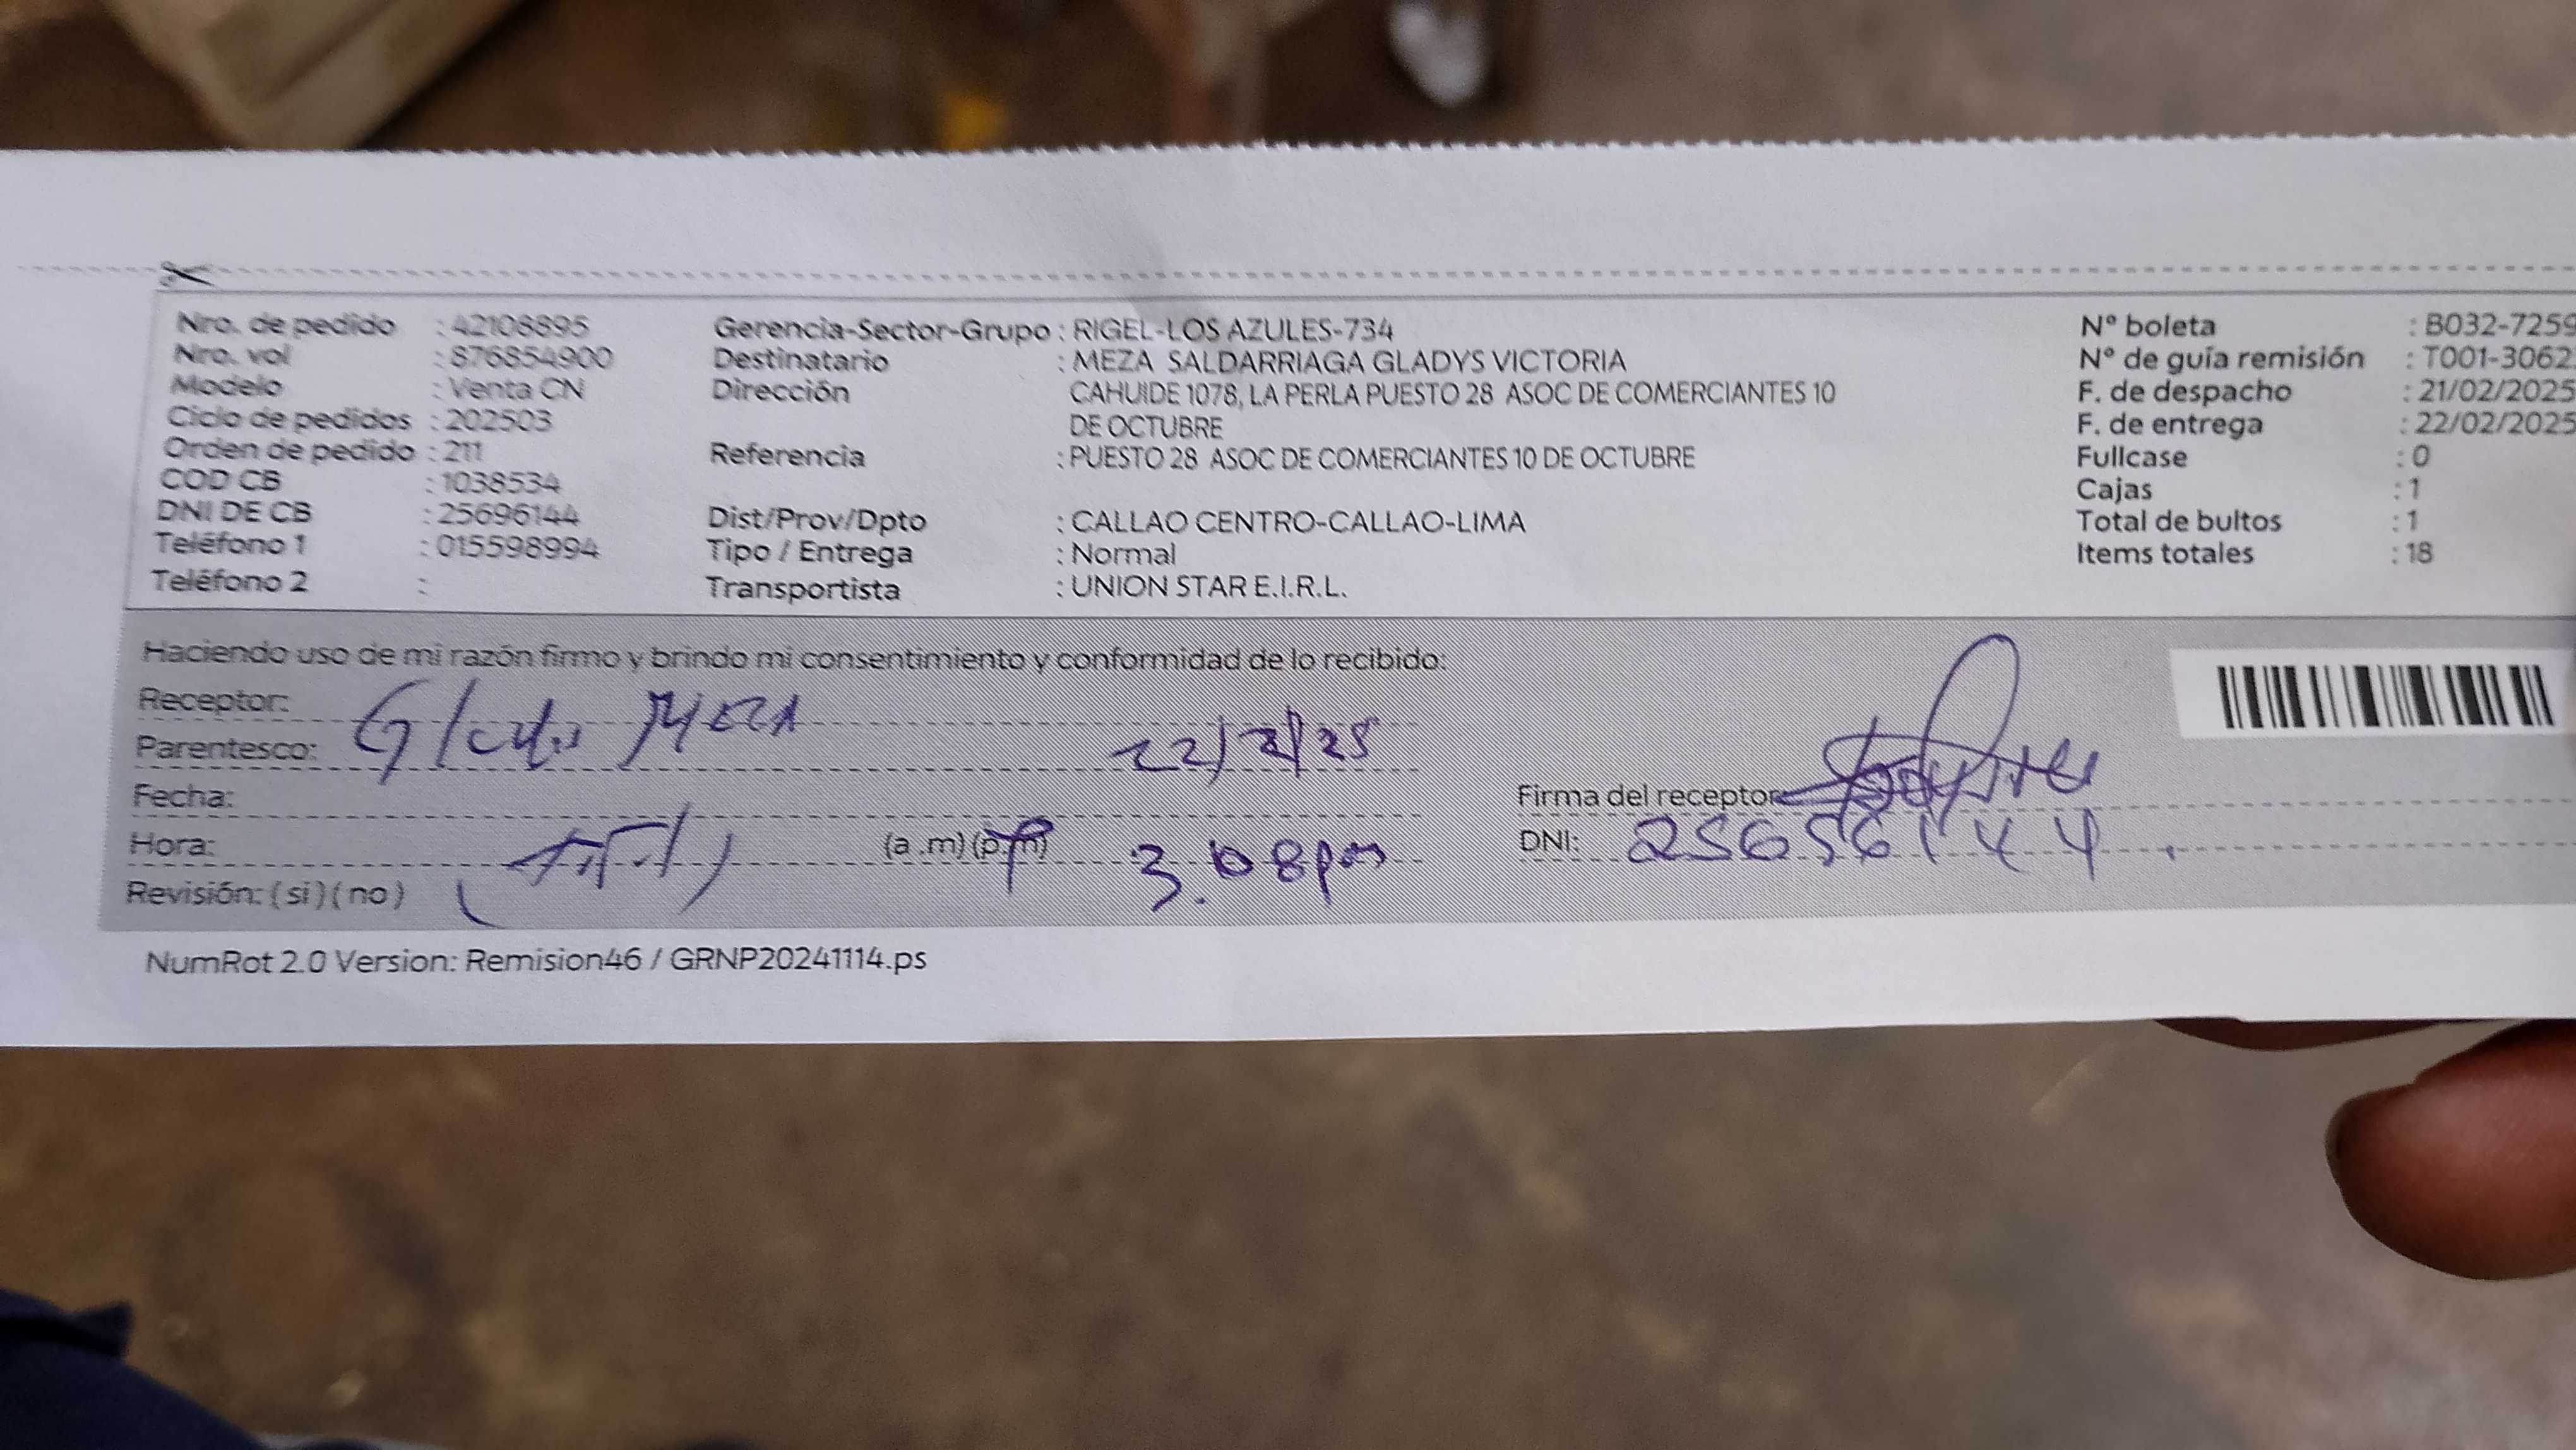 Nro. de pedido : 42108895
Nro. vol : 876854900
Modelo : Venta CN
Ciclo de pedidos : 202503
Orden de pedido : 211
COD CB : 1038534
DNI DE CB : 25696144
Teléfono 1 : 015598994
Teléfono 2 :
Gerencia-Sector-Grupo : RIGEL-LOS AZULES-734
Destinatario : MEZA SALDARRIAGA GLADYS VICTORIA
Dirección CAHUIDE 1078, LA PERLA PUESTO 28 ASOC DE COMERCIANTES 10
DE OCTUBRE
Referencia : PUESTO 28 ASOC DE COMERCIANTES 10 DE OCTUBRE
Dist/Prov/Dpto : CALLAO CENTRO-CALLAO-LIMA
Tipo / Entrega : Normal
Transportista : UNION STAR E.I.R.L.
N° boleta : B032-7259
N° de guía remisión : T001-3062
F. de despacho : 21/02/2025
F. de entrega : 22/02/2025
Fullcase : 0
Cajas : 1
Total de bultos : 1
Items totales : 18
Haciendo uso de mi razón firmo y brindo mi consentimiento y conformidad de lo recibido:
Receptor: Gladys Meza
Parentesco: 22/2/25
Fecha:
Firma del receptor:
Hora: (a .m) (p.m) 3.08pm
DNI: 25656144
Revisión: ( si ) ( no )
NumRot 2.0 Version: Remision46 / GRNP20241114.ps